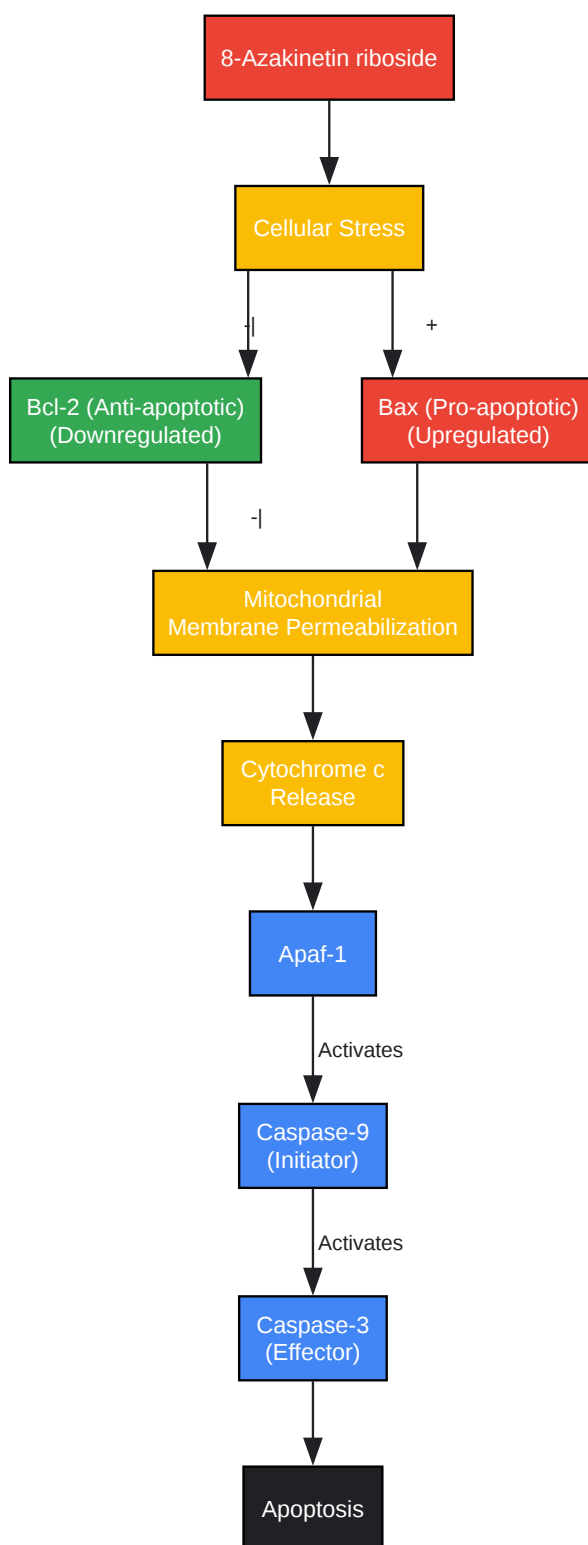 8-Azakinetin riboside
Cellular Stress
-|
+
Bcl-2 (Anti-apoptotic)
(Downregulated)
Bax (Pro-apoptotic)
(Upregulated)
-|
Mitochondrial
Membrane Permeabilization
Cytochrome c
Release
Apaf-1
Activates
Caspase-9
(Initiator)
Activates
Caspase-3
(Effector)
Apoptosis